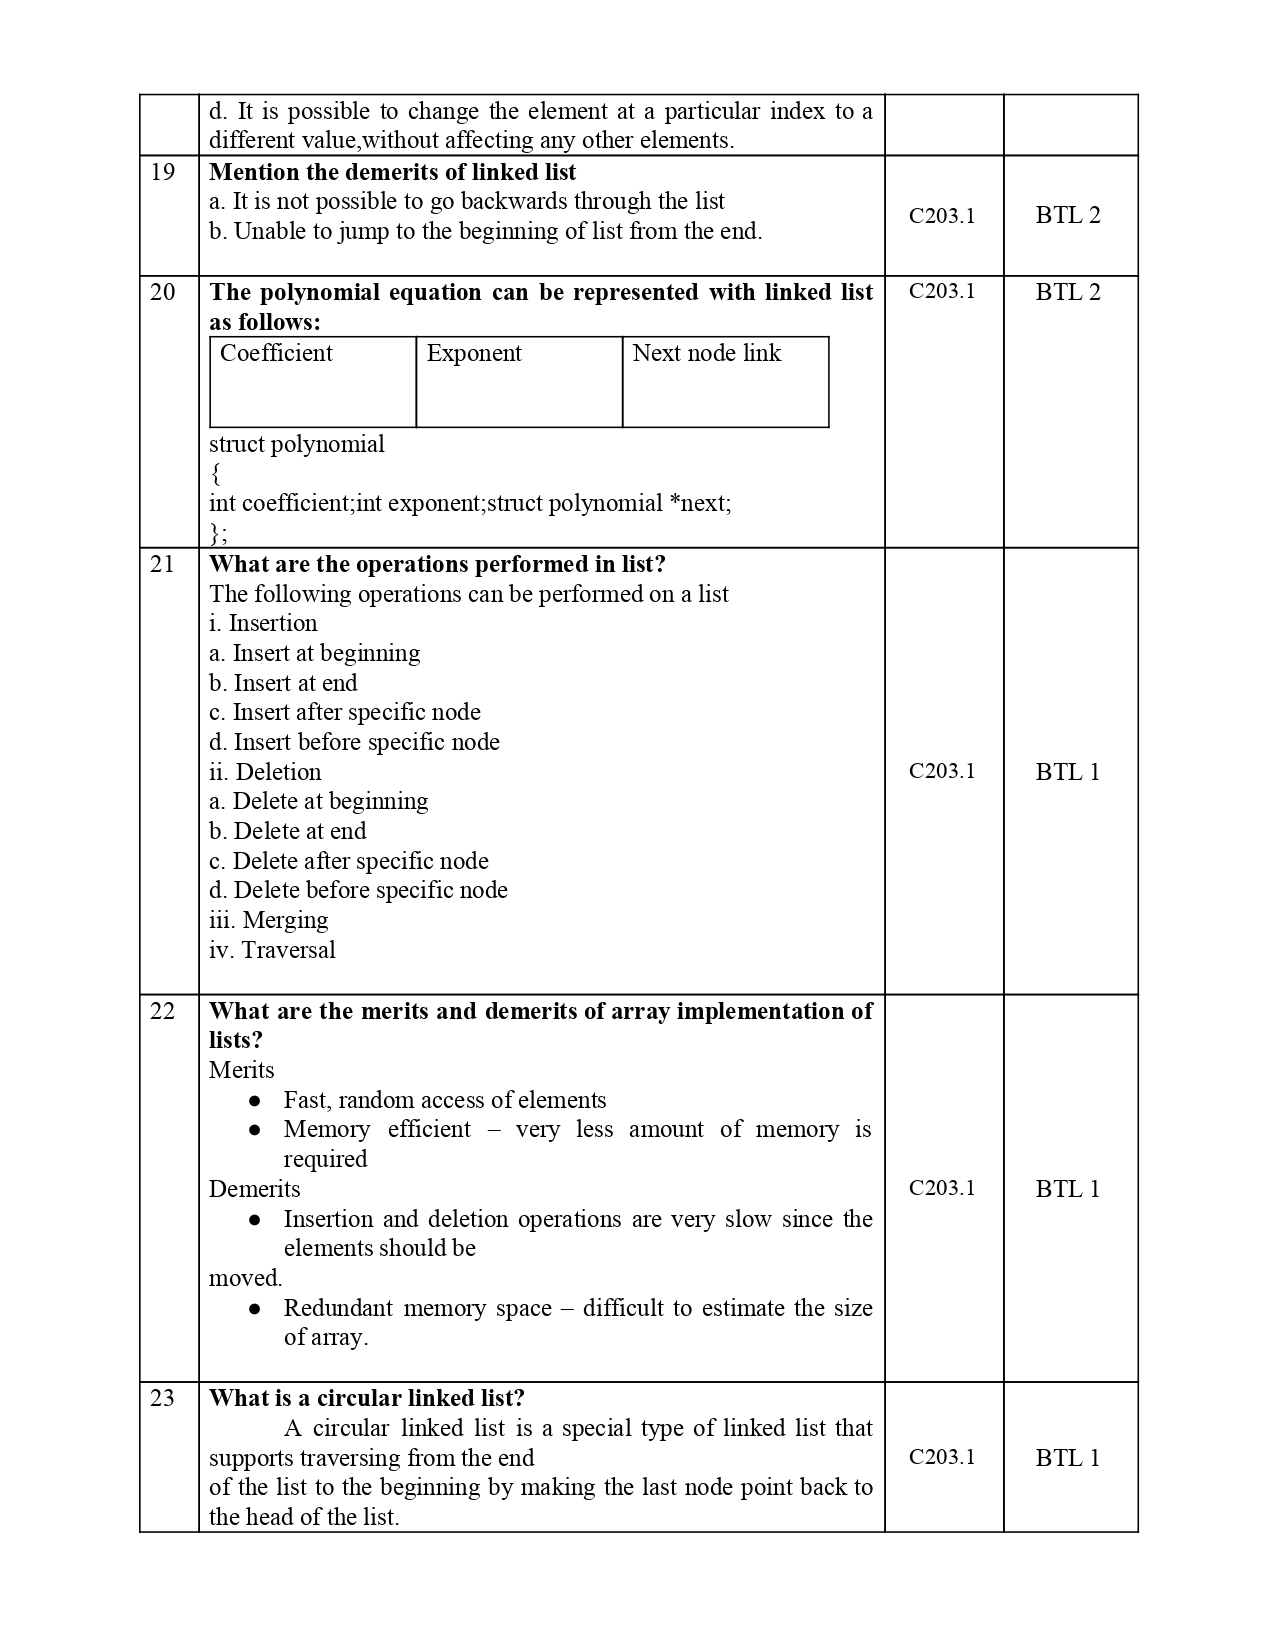 d. It is possible to change the element at a particular index to a
different value,without affecting any other elements.
19
Mention the demerits of linked list
a. It is not possible to go backwards through the list
b. Unable to jump to the beginning of list from the end.
C203.1
BTL 2
20
The polynomial equation can be represented with linked list
as follows:
Coefficient
Exponent
Next node link
struct polynomial
{
int coefficient;int exponent;struct polynomial *next;
};
C203.1
BTL 2
21
What are the operations performed in list?
The following operations can be performed on a list
i. Insertion
a. Insert at beginning
b. Insert at end
c. Insert after specific node
d. Insert before specific node
ii. Deletion
a. Delete at beginning
b. Delete at end
c. Delete after specific node
d. Delete before specific node
iii. Merging
iv. Traversal
C203.1
BTL 1
22
What are the merits and demerits of array implementation of
lists?
Merits
● Fast, random access of elements
● Memory efficient – very less amount of memory is
required
Demerits
● Insertion and deletion operations are very slow since the
elements should be
moved.
● Redundant memory space – difficult to estimate the size
of array.
C203.1
BTL 1
23
What is a circular linked list?
A circular linked list is a special type of linked list that
supports traversing from the end
of the list to the beginning by making the last node point back to
the head of the list.
C203.1
BTL 1